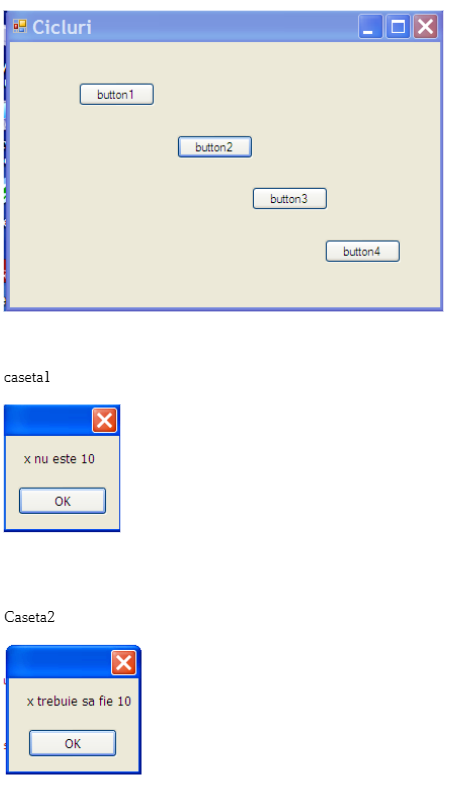 Cicluri
button1
button2
button3
button4
caseta1
x nu este 10
OK
Caseta2
x trebuie sa fie 10
OK